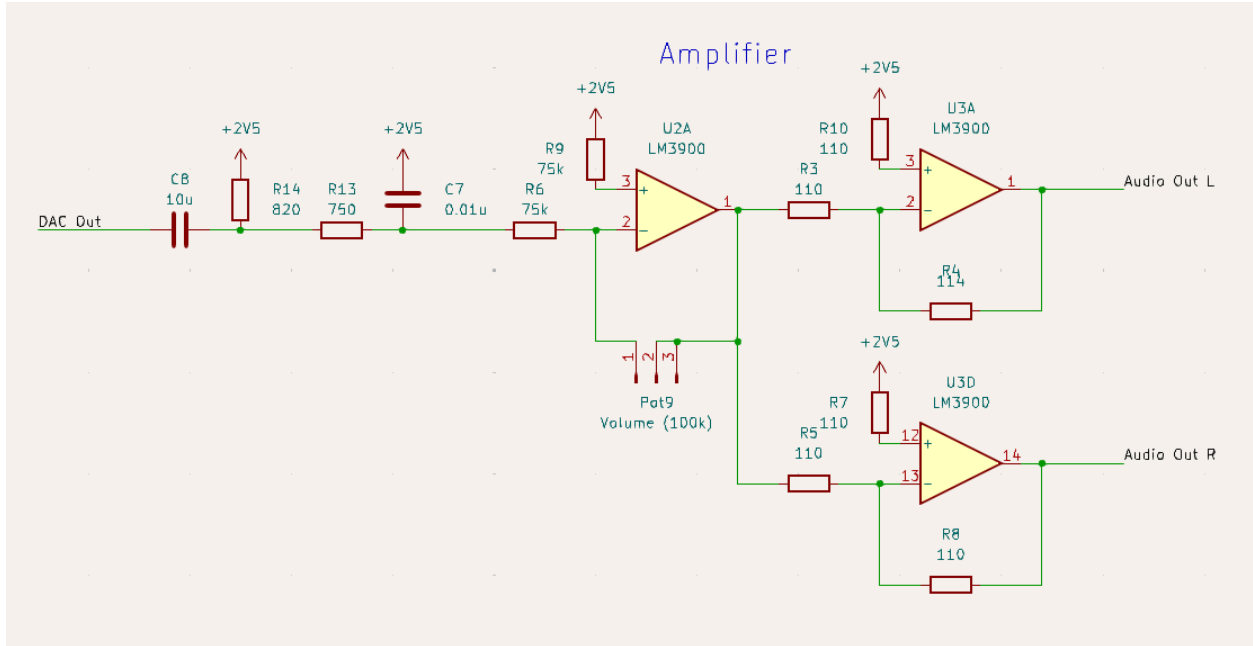 Amplifier
+2V5
U3A
LM3900
+2V5
U2A
LM3900
R10
110
+2V5
+2V5
R9
75k
3
+
1
R3
110
3
+
1
Audio Out L
C8
10u
R14
820
R13
750
C7
0.01u
R6
75k
2
-
2
-
DAC Out
R4
114
1
2
3
+2V5
U3D
LM3900
Pot9
Volume (100k)
R7
110
R5
110
12
+
14
Audio Out R
13
-
R8
110